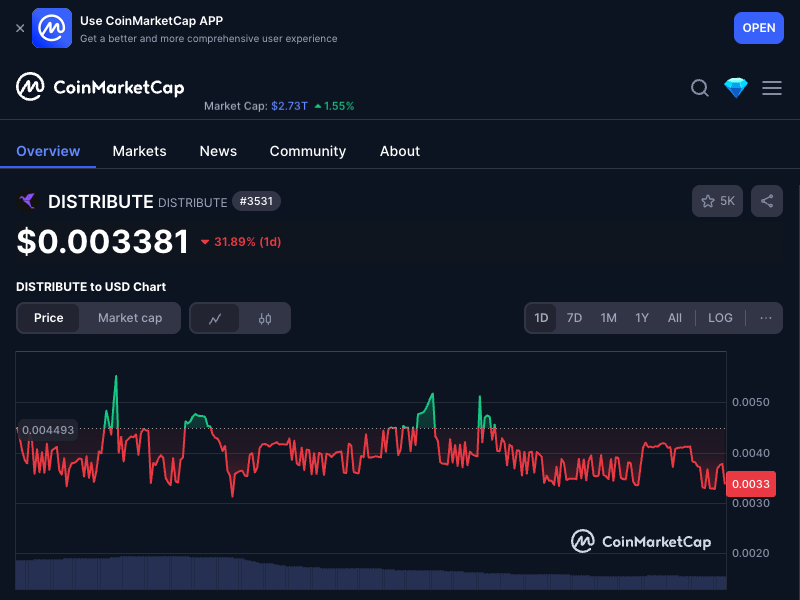 Use CoinMarketCap APP
Get a better and more comprehensive user experience
OPEN
CoinMarketCap
Market Cap: $2.73T 1.55%
Overview Markets News Community About
DISTRIBUTE DISTRIBUTE #3531
5K
$0.003381 31.89% (1d)
DISTRIBUTE to USD Chart
Price Market cap
1D 7D 1M 1Y All LOG ...
0.0050
0.004493
0.0040
0.0033
0.0030
CoinMarketCap
0.0020